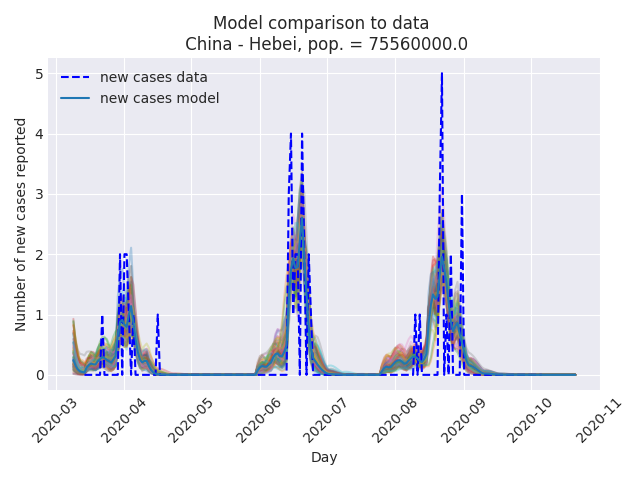 Model comparison to data
China - Hebei, pop. = 75560000.0
new cases data
new cases model
Number of new cases reported
5
4
3
2
1
0
2020-03
2020-04
2020-05
2020-06
2020-07
2020-08
2020-09
2020-10
2020-11
Day